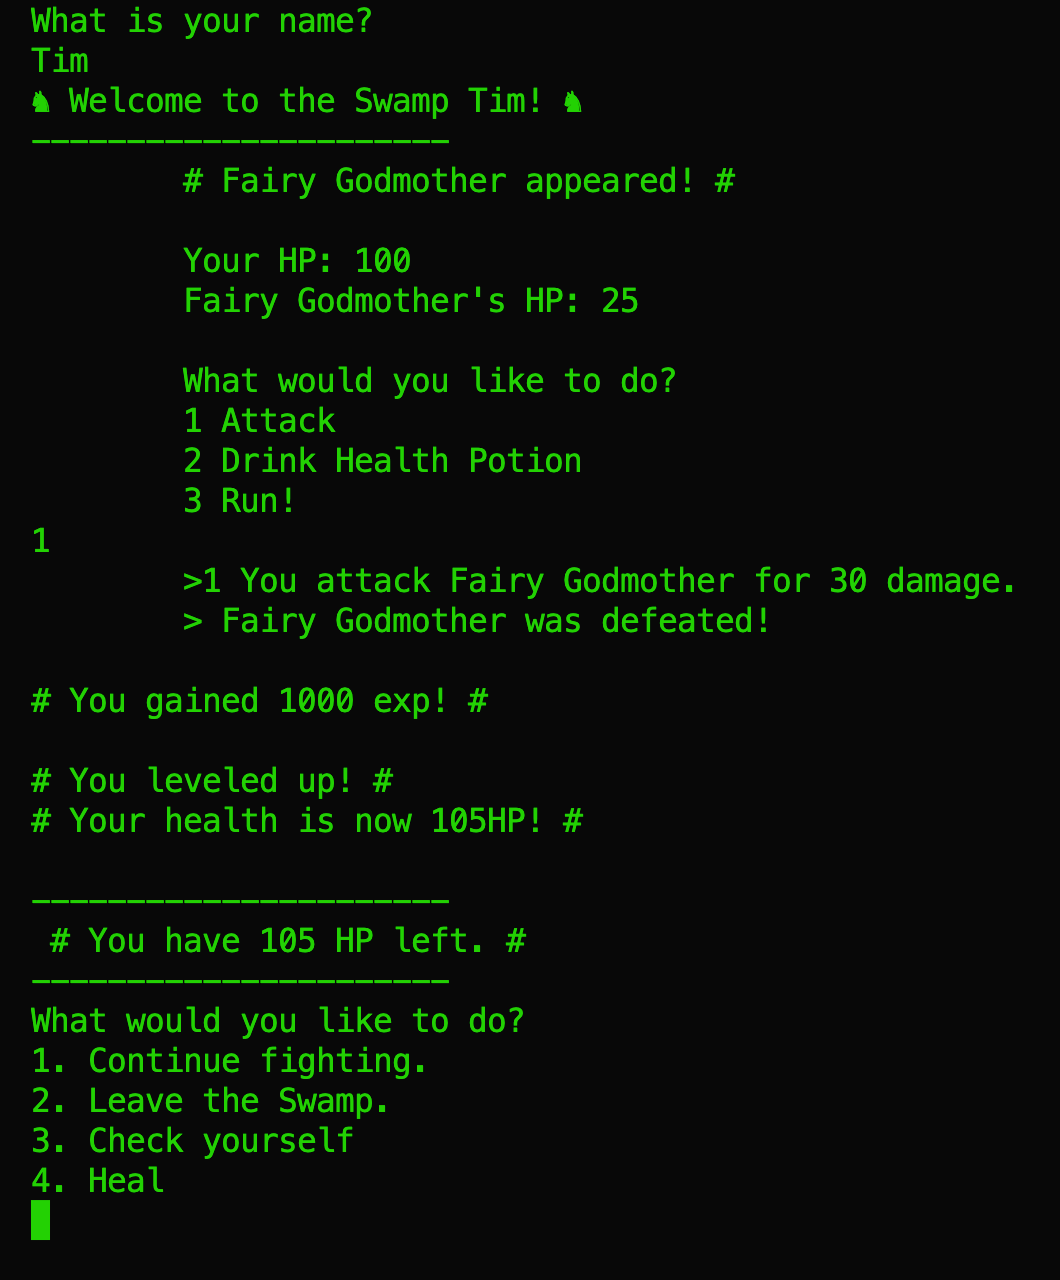 What is your name?
Tim
♞ Welcome to the Swamp Tim! ♞
----------------------
# Fairy Godmother appeared! #
Your HP: 100
Fairy Godmother's HP: 25
What would you like to do?
1 Attack
2 Drink Health Potion
3 Run!
1
>1 You attack Fairy Godmother for 30 damage.
> Fairy Godmother was defeated!
# You gained 1000 exp! #
# You leveled up! #
# Your health is now 105HP! #
----------------------
# You have 105 HP left. #
----------------------
What would you like to do?
1. Continue fighting.
2. Leave the Swamp.
3. Check yourself
4. Heal